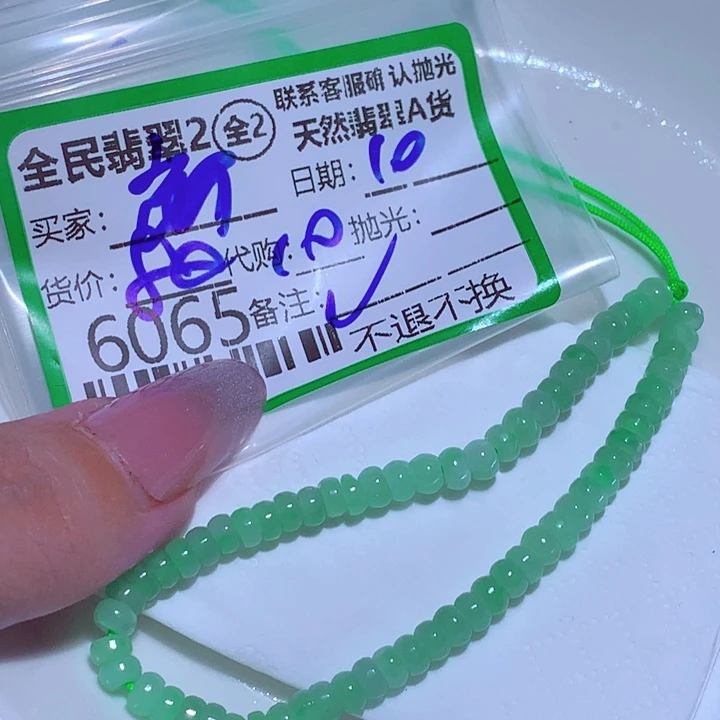 联系客服确认抛光
全民翡翠2 全2 天然翡翠A货
买家： 日期：10
货价： 代购：10 抛光：
6065 备注：✓ 不退不换